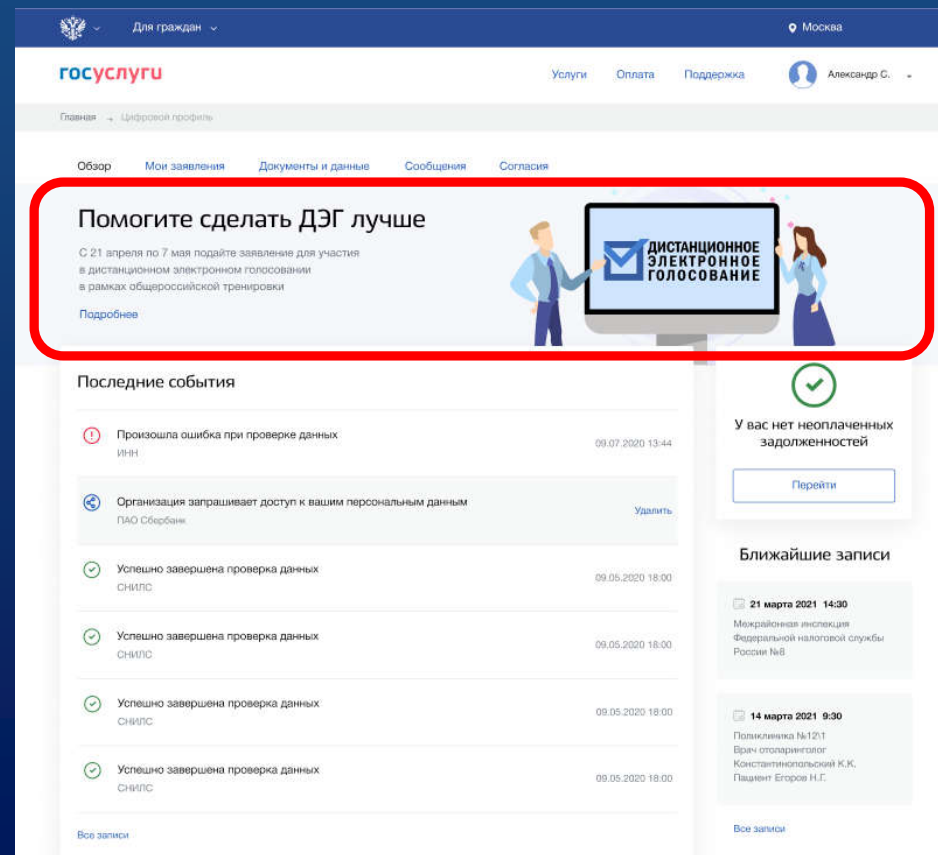 Для граждан
Москва
госуслуги
Услуги Оплата Поддержка Александр С.
Главная → Цифровой профиль
Обзор Мои заявления Документы и данные Сообщения Согласия
Помогите сделать ДЭГ лучше
С 21 апреля по 7 мая подайте заявление для участия
в дистанционном электронном голосовании
в рамках общероссийской тренировки
Подробнее
ДИСТАНЦИОННОЕ
ЭЛЕКТРОННОЕ
ГОЛОСОВАНИЕ
Последние события
Произошла ошибка при проверке данных
ИНН
09.07.2020 13:44
Организация запрашивает доступ к вашим персональным данным
ПАО Сбербанк
Удалить
Успешно завершена проверка данных
СНИЛС
09.05.2020 18:00
Успешно завершена проверка данных
СНИЛС
09.05.2020 18:00
Успешно завершена проверка данных
СНИЛС
09.05.2020 18:00
Успешно завершена проверка данных
СНИЛС
09.05.2020 18:00
Все записи
У вас нет неоплаченных
задолженностей
Перейти
Ближайшие записи
21 марта 2021 14:30
Межрайонная инспекция
Федеральной налоговой службы
России №8
14 марта 2021 9:30
Поликлиника №12\1
Врач отоларинголог
Константинопольский К.К.
Пациент Егоров Н.Г.
Все записи